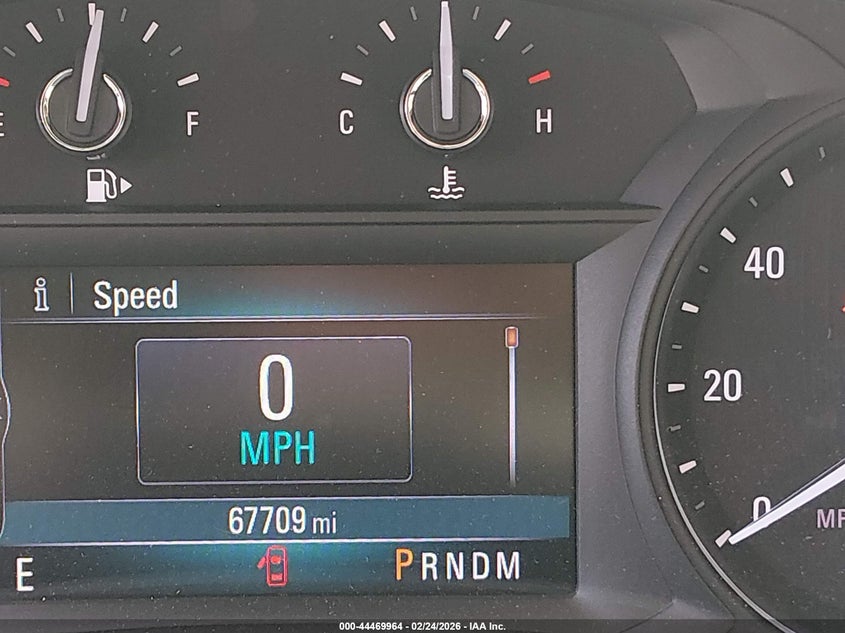 E F
C H
i Speed
0
MPH
67709 mi
E PRNDM
40
20
0
000-44469964 - 02/24/2026 - IAA Inc.